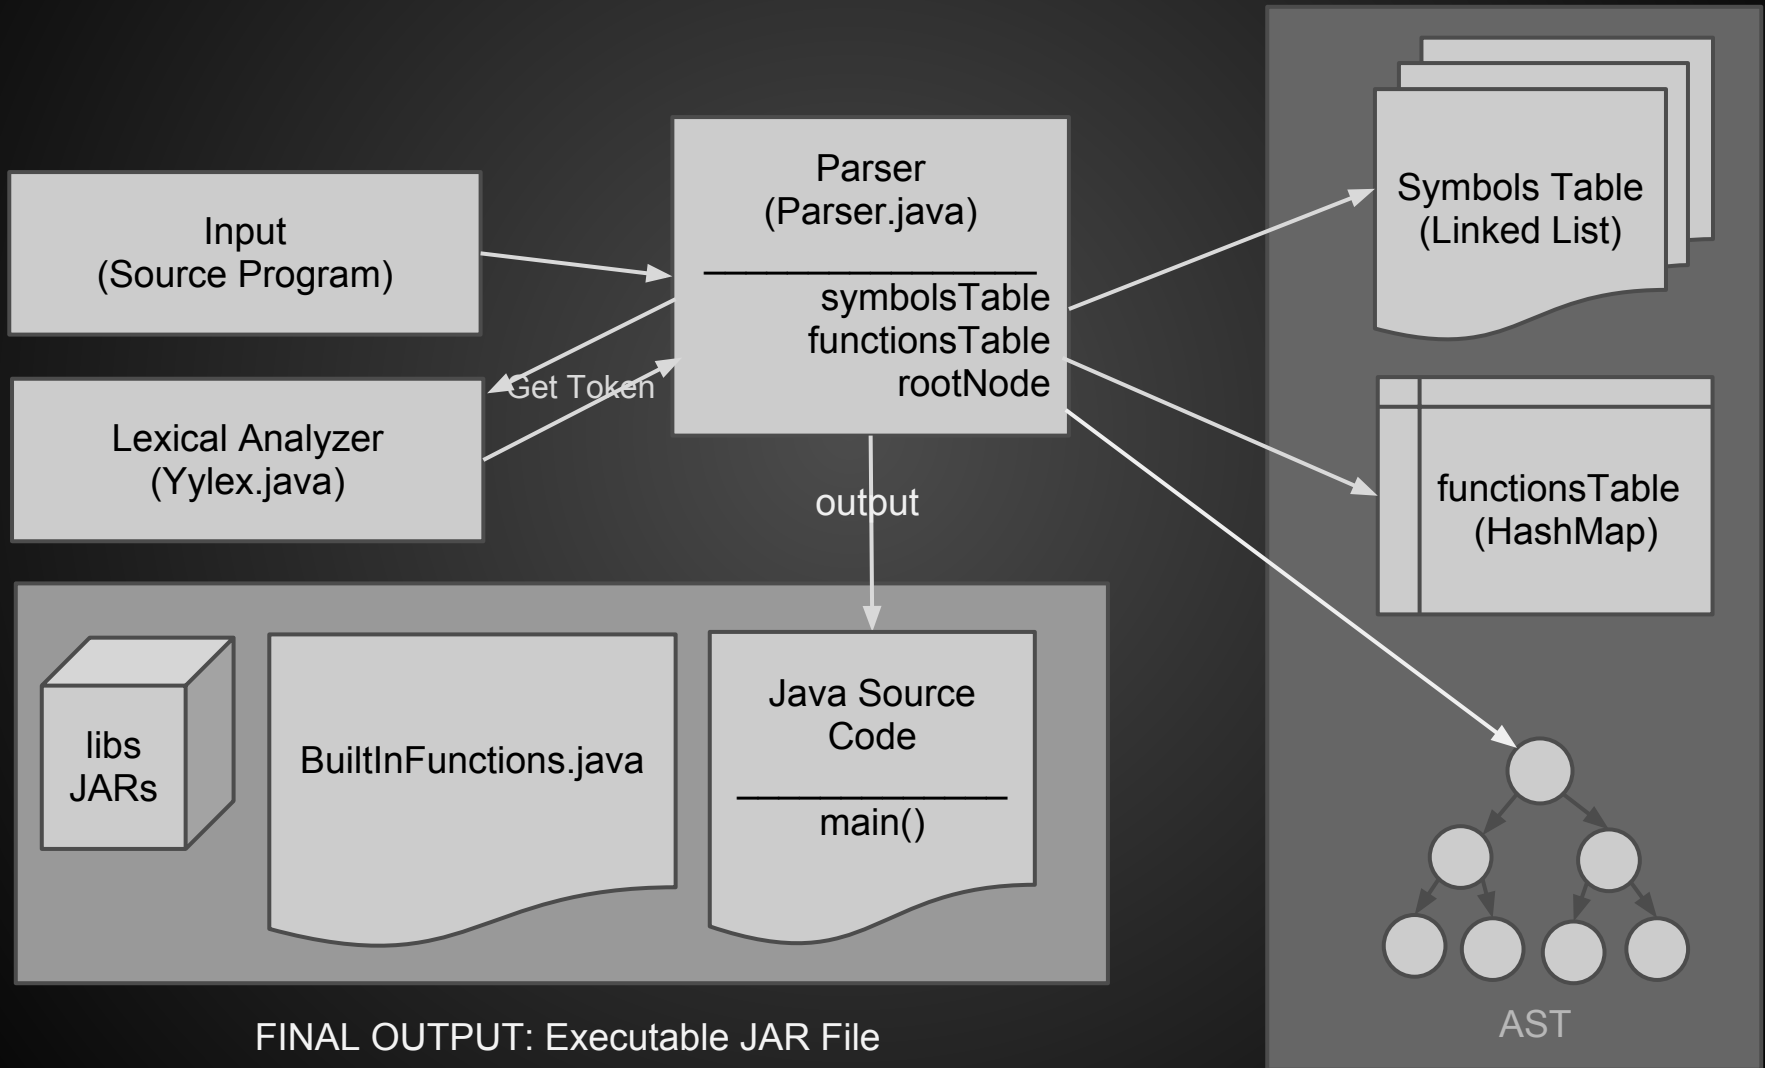 Input
(Source Program)
Lexical Analyzer
(Yylex.java)
Get Token
Parser
(Parser.java)
symbolsTable
functionsTable
rootNode
output
Symbols Table
(Linked List)
functionsTable
(HashMap)
AST
libs
JARs
BuiltInFunctions.java
Java Source
Code
main()
FINAL OUTPUT: Executable JAR File